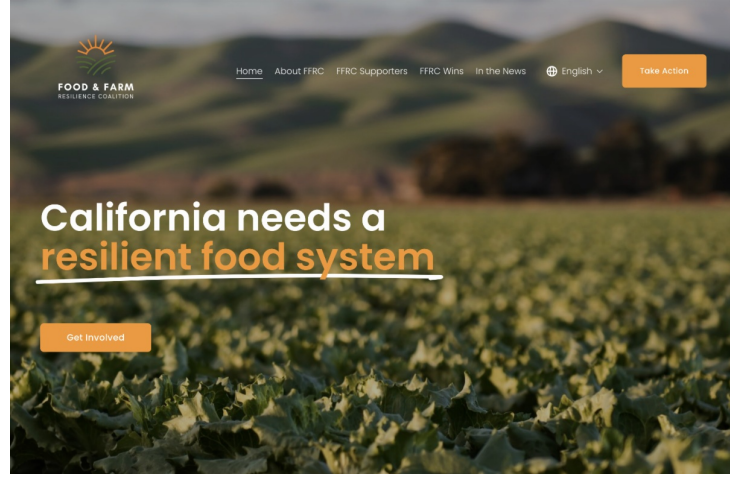 FOOD & FARM
RESILIENCE COALITION
Home About FFRC FFRC Supporters FFRC Wins In the News English Take Action
California needs a
resilient food system
Get Involved